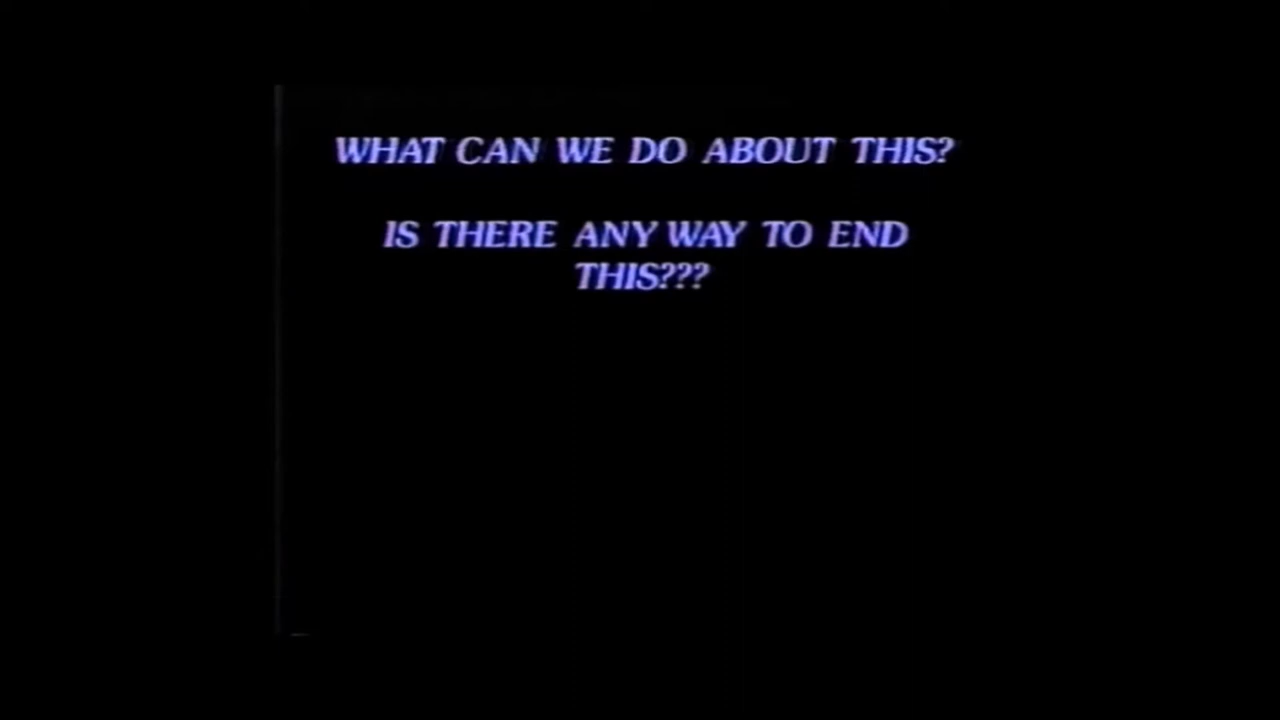 WHAT CAN WE DO ABOUT THIS?
IS THERE ANY WAY TO END
THIS???